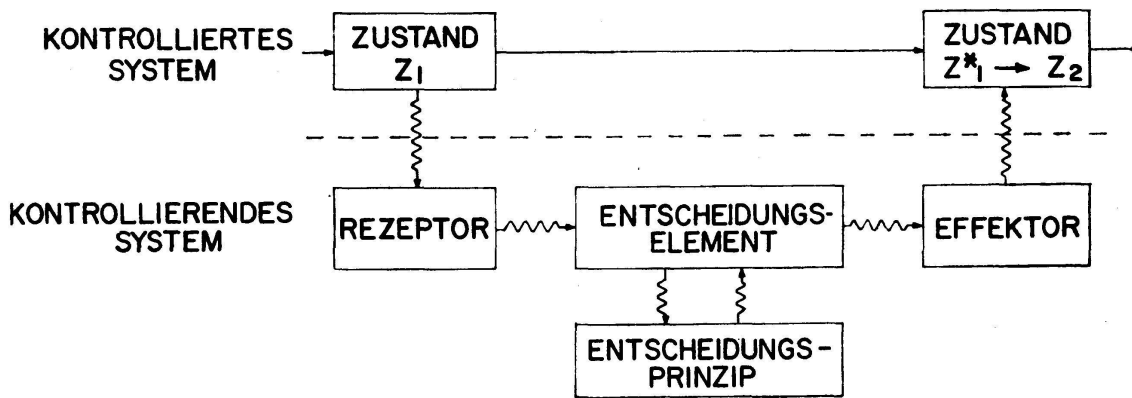 KONTROLLIERTES
SYSTEM
ZUSTAND
Z1
ZUSTAND
Z*1 → Z2
KONTROLLIERENDES
SYSTEM
REZEPTOR
ENTSCHEIDUNGS-
ELEMENT
EFFEKTOR
ENTSCHEIDUNGS-
PRINZIP